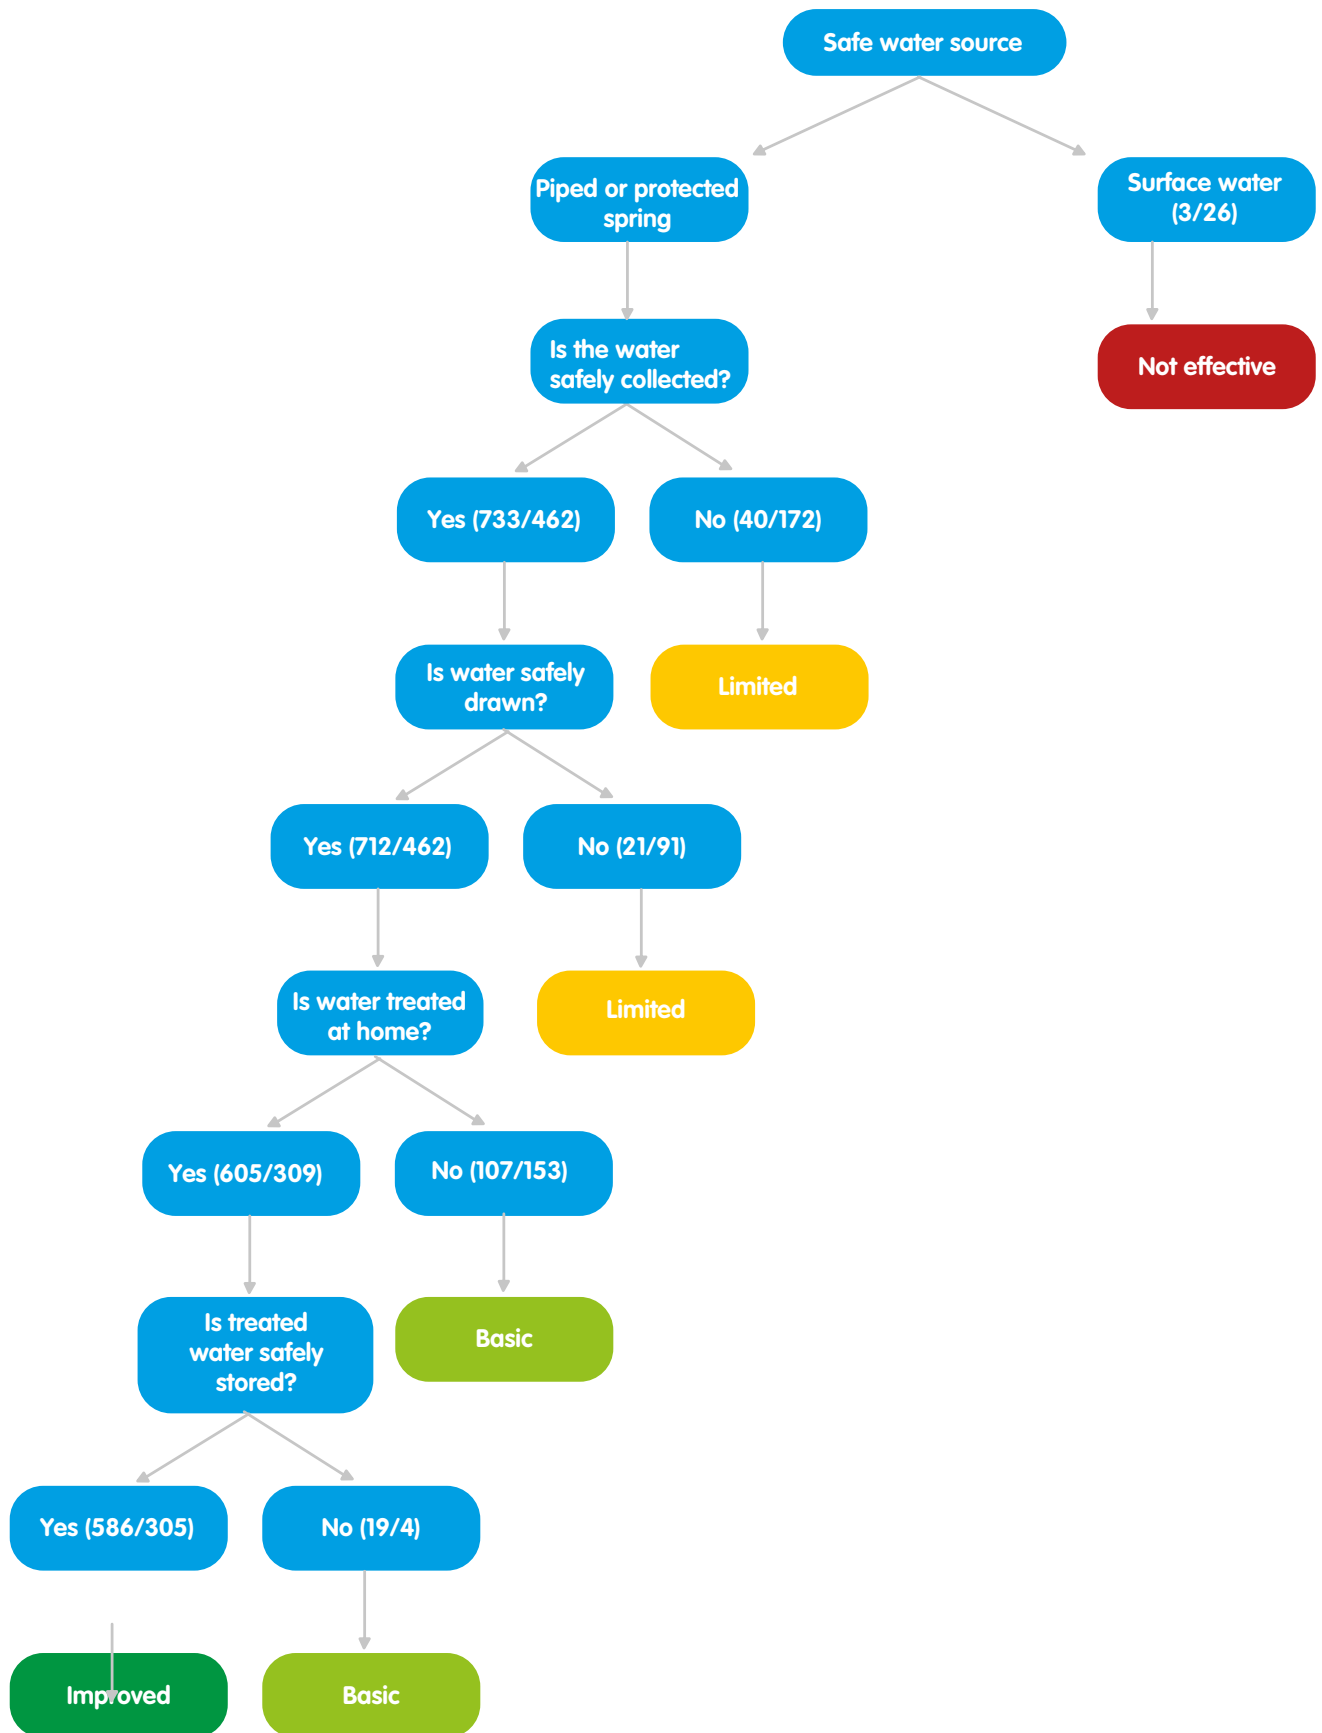 Safe water source
Piped or protected
spring
Surface water
(3/26)
Is the water
safely collected?
Not effective
Yes (733/462)
No (40/172)
Is water safely
drawn?
Limited
Yes (712/462)
No (21/91)
Is water treated
at home?
Limited
Yes (605/309)
No (107/153)
Is treated
water safely
stored?
Basic
Yes (586/305)
No (19/4)
Improved
Basic